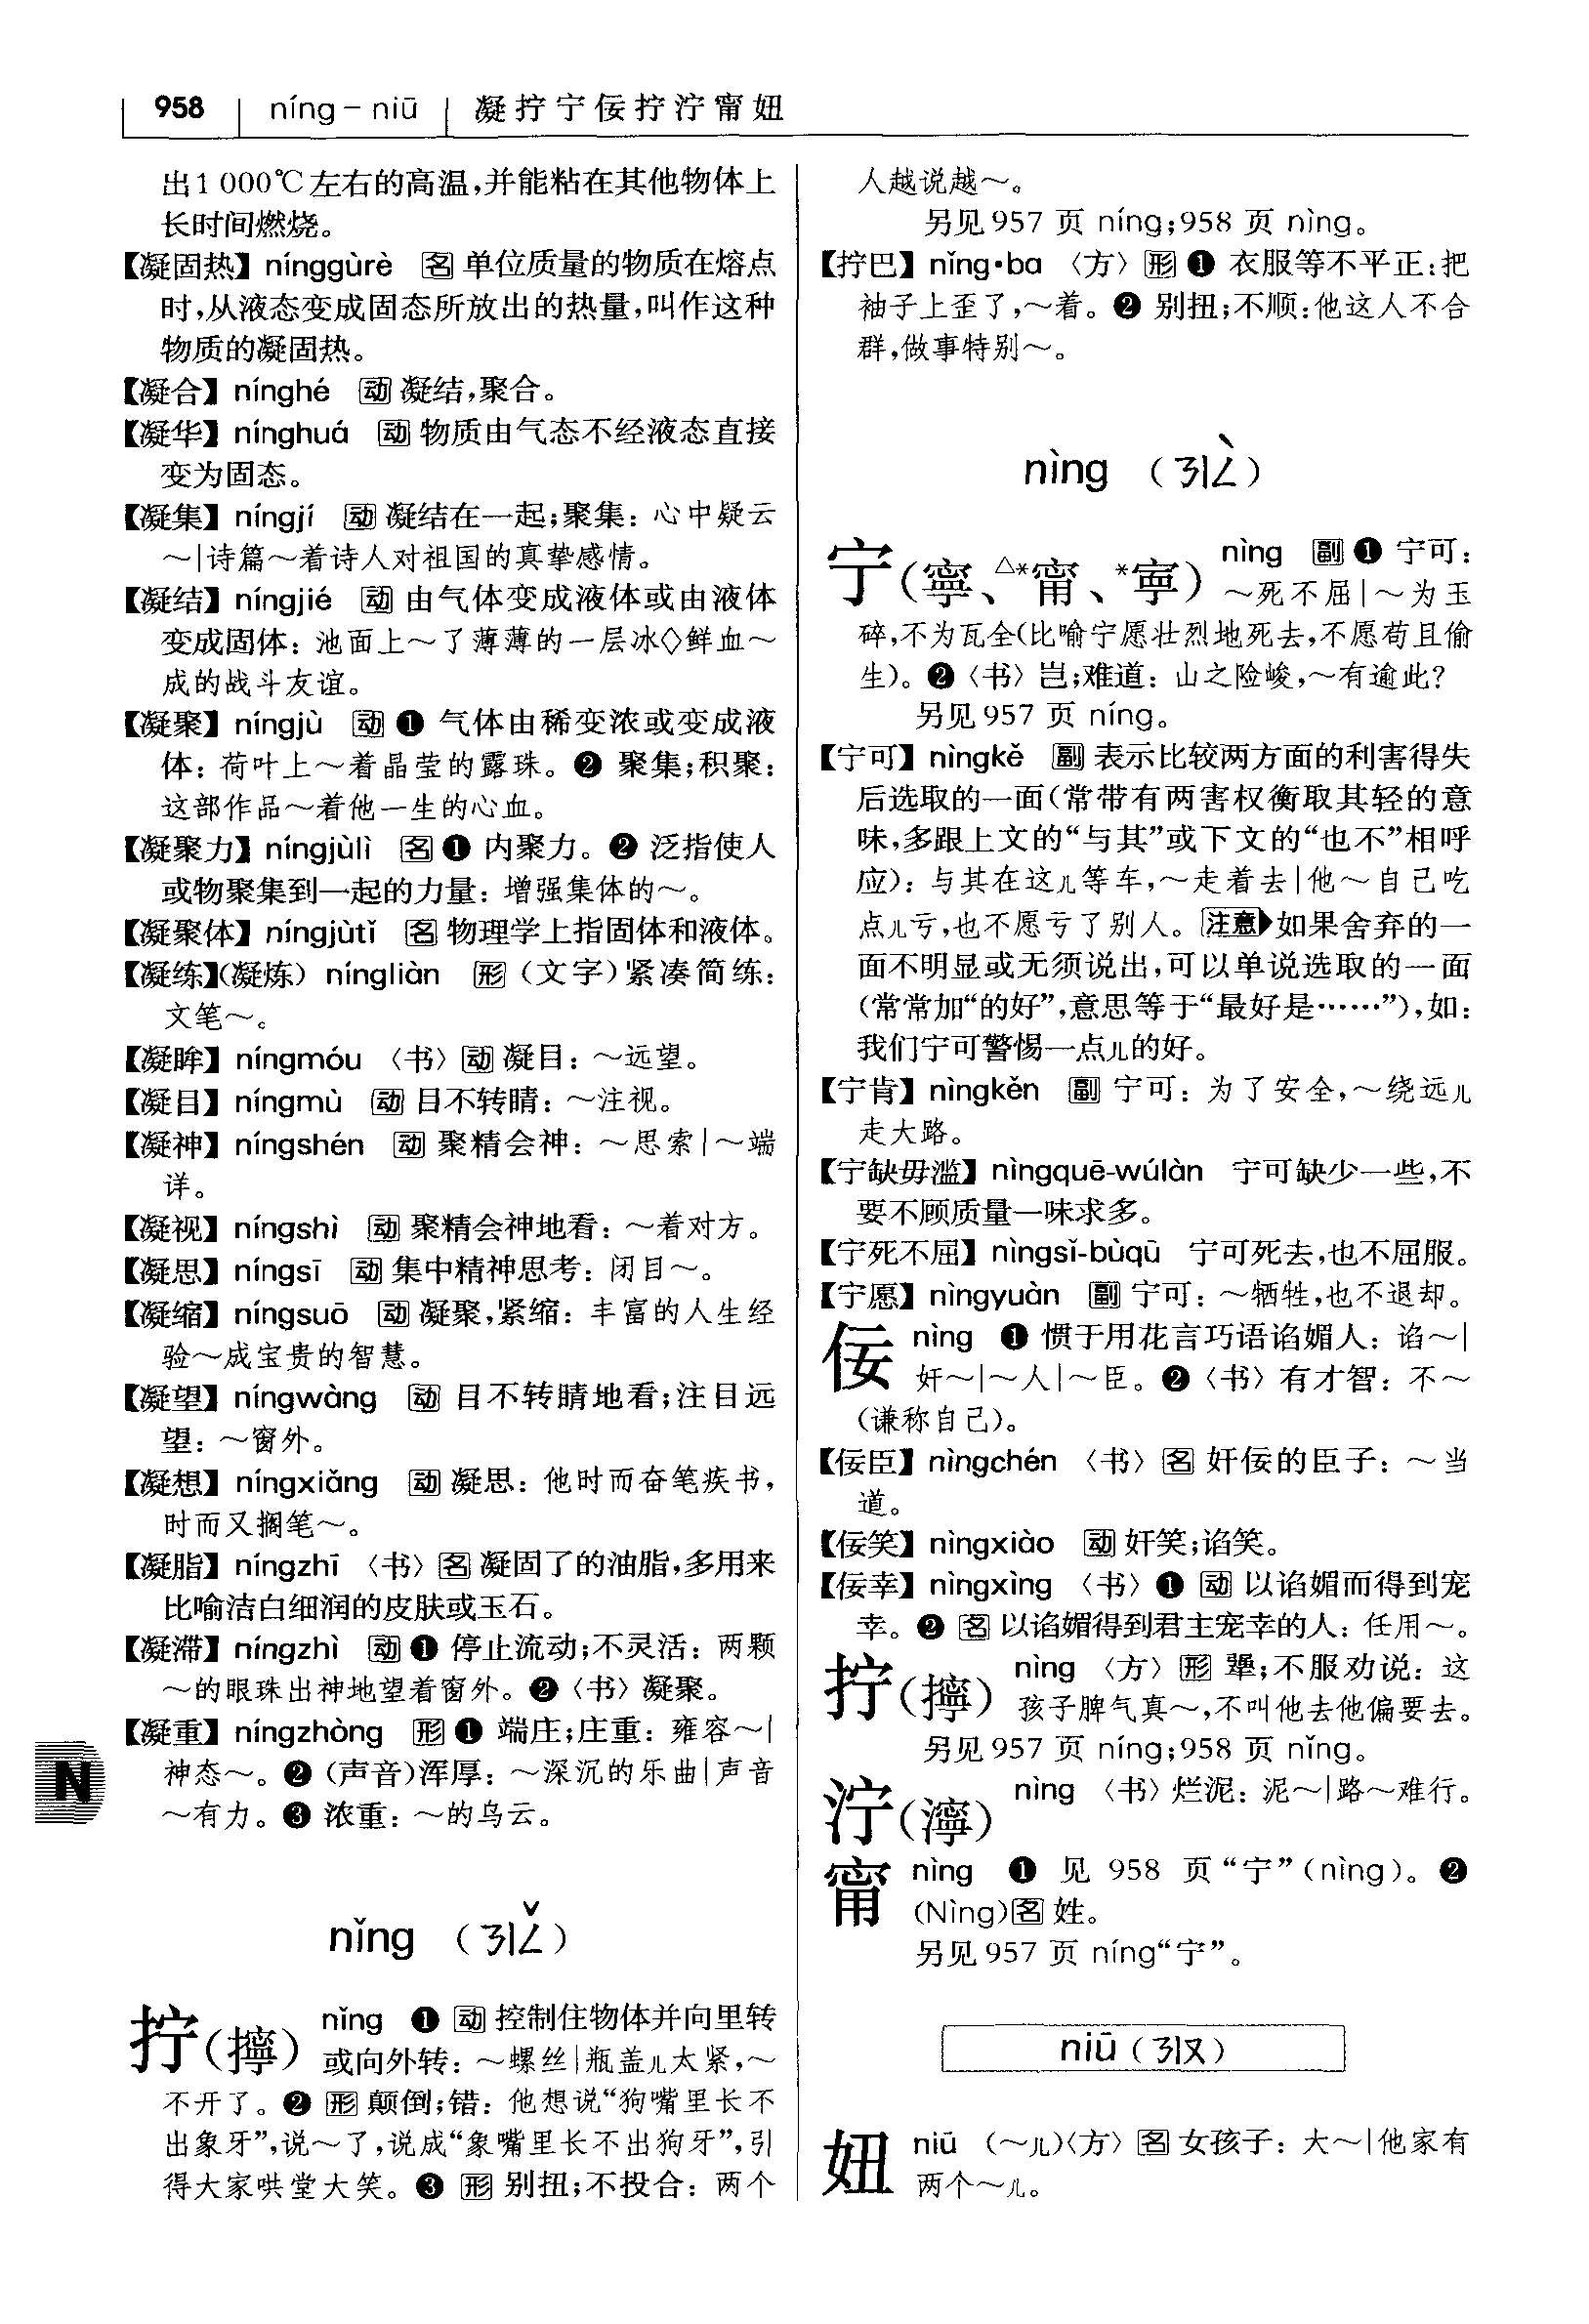 958 níng－niū 凝拧宁佞拧泞甯妞
出1 000℃左右的高温,并能粘在其他物体上
长时间燃烧。
【凝固热】nínggùrè 名 单位质量的物质在熔点
时,从液态变成固态所放出的热量,叫作这种
物质的凝固热。
【凝合】nínghé 动 凝结,聚合。
【凝华】nínghuá 动 物质由气态不经液态直接
变为固态。
【凝集】níngjí 动 凝结在一起;聚集：心中疑云
～|诗篇～着诗人对祖国的真挚感情。
【凝结】níngjié 动 由气体变成液体或由液体
变成固体：池面上～了薄薄的一层冰◇鲜血～
成的战斗友谊。
【凝聚】níngjù 动 ❶ 气体由稀变浓或变成液
体：荷叶上～着晶莹的露珠。❷ 聚集;积聚：
这部作品～着他一生的心血。
【凝聚力】níngjùlì 名 ❶ 内聚力。❷ 泛指使人
或物聚集到一起的力量：增强集体的～。
【凝聚体】níngjùtǐ 名 物理学上指固体和液体。
【凝练】(凝炼) níngliàn 形 (文字)紧凑简练：
文笔～。
【凝眸】níngmóu 〈书〉动 凝目：～远望。
【凝目】níngmù 动 目不转睛：～注视。
【凝神】níngshén 动 聚精会神：～思索|～端
详。
【凝视】níngshì 动 聚精会神地看：～着对方。
【凝思】níngsī 动 集中精神思考：闭目～。
【凝缩】níngsuō 动 凝聚,紧缩：丰富的人生经
验～成宝贵的智慧。
【凝望】níngwàng 动 目不转睛地看;注目远
望：～窗外。
【凝想】níngxiǎng 动 凝思：他时而奋笔疾书,
时而又搁笔～。
【凝脂】níngzhī 〈书〉名 凝固了的油脂,多用来
比喻洁白细润的皮肤或玉石。
【凝滞】níngzhì 动 ❶ 停止流动;不灵活：两颗
～的眼珠出神地望着窗外。❷〈书〉凝聚。
【凝重】níngzhòng 形 ❶ 端庄;庄重：雍容～|
神态～。❷ (声音)浑厚：～深沉的乐曲|声音
～有力。❸ 浓重：～的乌云。
N
nǐng (ㄋㄧㄥˇ)
拧(擰) nǐng ❶ 动 控制住物体并向里转
或向外转：～螺丝|瓶盖儿太紧,～
不开了。❷ 形 颠倒;错：他想说“狗嘴里长不
出象牙”,说～了,说成“象嘴里长不出狗牙”,引
得大家哄堂大笑。❸ 形 别扭;不投合：两个
人越说越～。
另见957 页 níng;958 页 nìng。
【拧巴】nǐng·ba 〈方〉形 ❶ 衣服等不平正:把
袖子上歪了,～着。❷ 别扭;不顺:他这人不合
群,做事特别～。
nìng (ㄋㄧㄥˋ)
宁(寧、△*甯、*寍) nìng 副 ❶ 宁可：
～死不屈|～为玉
碎,不为瓦全(比喻宁愿壮烈地死去,不愿苟且偷
生)。❷〈书〉岂;难道：山之险峻,～有逾此?
另见957 页 níng。
【宁可】nìngkě 副 表示比较两方面的利害得失
后选取的一面(常带有两害权衡取其轻的意
味,多跟上文的“与其”或下文的“也不”相呼
应)：与其在这儿等车,～走着去|他～自己吃
点儿亏,也不愿亏了别人。注意 如果舍弃的一
面不明显或无须说出,可以单说选取的一面
(常常加“的好”,意思等于“最好是……”),如：
我们宁可警惕一点儿的好。
【宁肯】nìngkěn 副 宁可：为了安全,～绕远儿
走大路。
【宁缺毋滥】nìngquē-wúlàn 宁可缺少一些,不
要不顾质量一味求多。
【宁死不屈】nìngsǐ-bùqū 宁可死去,也不屈服。
【宁愿】nìngyuàn 副 宁可：～牺牲,也不退却。
佞 nìng ❶ 惯于用花言巧语谄媚人：谄～|
奸～|～人|～臣。❷〈书〉有才智：不～
(谦称自己)。
【佞臣】nìngchén 〈书〉名 奸佞的臣子：～当
道。
【佞笑】nìngxiào 动 奸笑;谄笑。
【佞幸】nìngxìng 〈书〉❶ 动 以谄媚而得到宠
幸。❷ 名 以谄媚得到君主宠幸的人：任用～。
拧(擰) nìng 〈方〉形 犟;不服劝说：这
孩子脾气真～,不叫他去他偏要去。
另见957 页 níng;958 页 nǐng。
泞(濘) nìng 〈书〉烂泥：泥～|路～难行。
甯 nìng ❶ 见 958 页“宁”(nìng)。❷
(Nìng)名 姓。
另见957 页 níng“宁”。
niū (ㄋㄧㄡ)
妞 niū (～儿)〈方〉名 女孩子：大～|他家有
两个～儿。